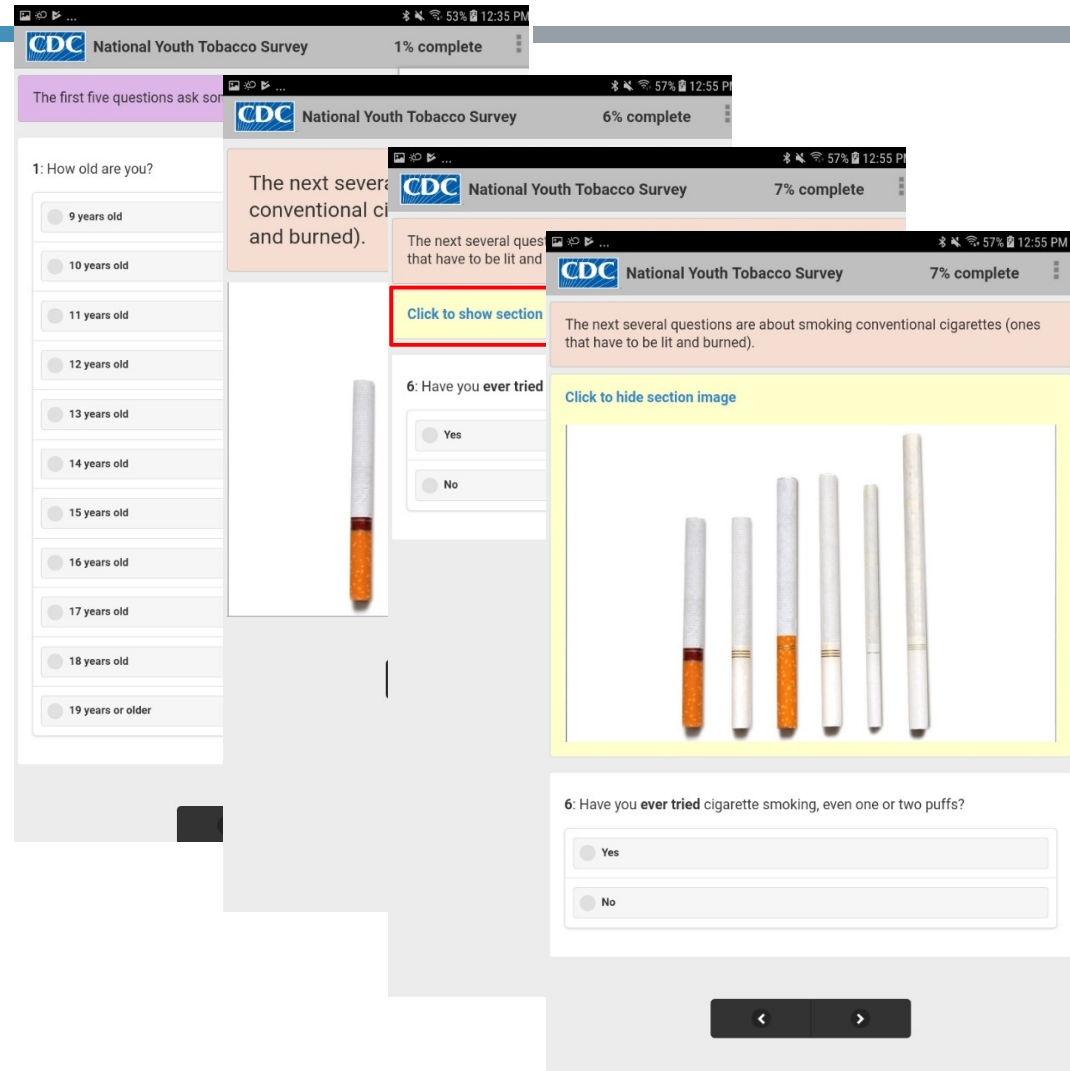 ... 53% 12:35 PM
CDC National Youth Tobacco Survey 1% complete
The first five questions ask
1: How old are you?
9 years old
10 years old
11 years old
12 years old
13 years old
14 years old
15 years old
16 years old
17 years old
18 years old
19 years or older
... 57% 12:55
CDC National Youth Tobacco Survey 6% complete
The next
conventional
and burned).
... 57% 12:55
CDC National Youth Tobacco Survey 7% complete
The next several
that have to be lit and
Click to show section
6: Have you ever tried
Yes
No
... 57% 12:55 PM
CDC National Youth Tobacco Survey 7% complete
The next several questions are about smoking conventional cigarettes (ones
that have to be lit and burned).
Click to hide section image
6: Have you ever tried cigarette smoking, even one or two puffs?
Yes
No